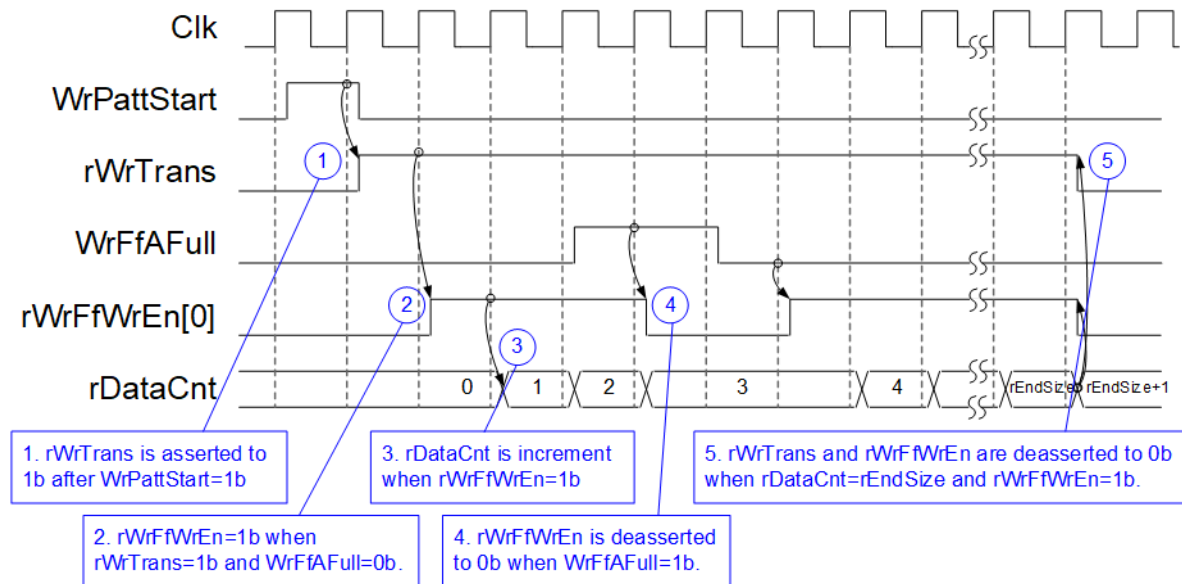 Clk
WrPattStart
1
5
rWrTrans
WrFfAFull
2
4
rWrFfWrEn[0]
3
rDataCnt
0 1 2 3 4 rEndSize rEndSize+1
1. rWrTrans is asserted to
1b after WrPattStart=1b
3. rDataCnt is increment
when rWrFfWrEn=1b
5. rWrTrans and rWrFfWrEn are deasserted to 0b
when rDataCnt=rEndSize and rWrFfWrEn=1b.
2. rWrFfWrEn=1b when
rWrTrans=1b and WrFfAFull=0b.
4. rWrFfWrEn is deasserted
to 0b when WrFfAFull=1b.